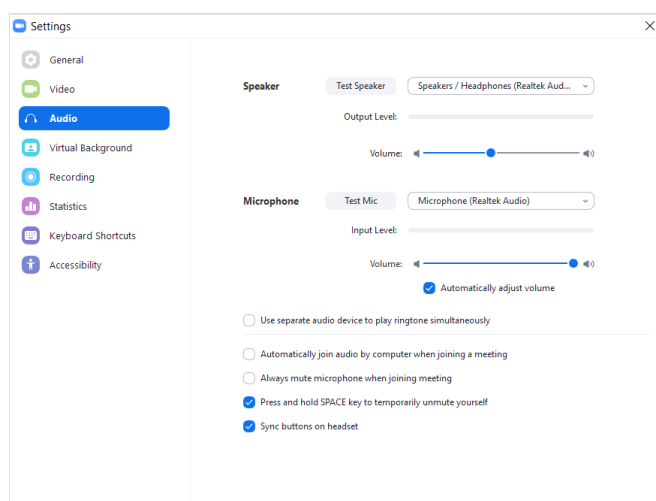 Settings
General
Video
Audio
Virtual Background
Recording
Statistics
Keyboard Shortcuts
Accessibility
Speaker Test Speaker Speakers / Headphones (Realtek Aud...
Output Level:
Volume:
Microphone Test Mic Microphone (Realtek Audio)
Input Level:
Volume:
Automatically adjust volume
Use separate audio device to play ringtone simultaneously
Automatically join audio by computer when joining a meeting
Always mute microphone when joining meeting
Press and hold SPACE key to temporarily unmute yourself
Sync buttons on headset